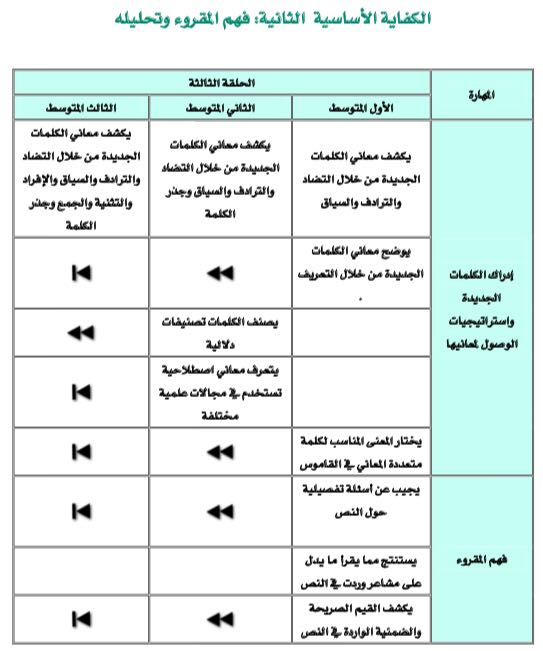 الكفاية الأساسية الثانية: فهم المقروء وتحليله
المهارة
الحلقة الثالثة
الأول المتوسط
الثاني المتوسط
الثالث المتوسط
إدراك الكلمات
الجديدة
واستراتيجيات
الوصول لمعانيها
يكشف معاني الكلمات
الجديدة من خلال التضاد
والترادف والسياق
يكشف معاني الكلمات
الجديدة من خلال التضاد
والترادف والسياق وجذر
الكلمة
يكشف معاني الكلمات
الجديدة من خلال التضاد
والترادف والسياق والإفراد
والتثنية والجمع وجذر
الكلمة
يوضح معاني الكلمات
الجديدة من خلال التعريف
.
يصنف الكلمات تصنيفات
دلالية
يتعرف معاني اصطلاحية
تستخدم في مجالات علمية
مختلفة
يختار المعنى المناسب لكلمة
متعددة المعاني في القاموس
فهم المقروء
يجيب عن أسئلة تفصيلية
حول النص
يستنتج مما يقرأ ما يدل
على مشاعر وردت في النص
يكشف القيم الصريحة
والضمنية الواردة في النص